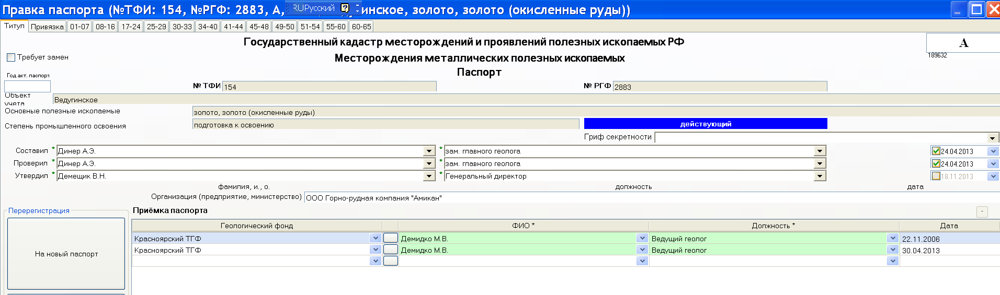 Правка паспорта (№ТФИ: 154, №РГФ: 2883, А, RUРусский инское, золото, золото (окисленные руды))
Титул Привязка 01-07 08-16 17-24 25-29 30-33 34-40 41-44 45-48 49-50 51-54 55-60 60-65
Государственный кадастр месторождений и проявлений полезных ископаемых РФ
А
Требует замен
Месторождения металлических полезных ископаемых
189632
Паспорт
Год акт. паспорт
№ ТФИ 154 № РГФ 2883
Объект учета Ведугинское
Основные полезные ископаемые золото, золото (окисленные руды)
Степень промышленного освоения подготовка к освоению действующий
Гриф секретности
Составил * Динер А.Э. * зам. главного геолога 24.04.2013
Проверил * Динер А.Э. * зам. главного геолога 24.04.2013
Утвердил * Демещик В.Н. * Генеральный директор 18.11.2013
фамилия, и., о. должность дата
Организация (предприятие, министерство) ООО Горно-рудная компания "Амикан"
Перерегистрация
Приёмка паспорта
-
Геологический фонд ФИО * Должность * Дата
Красноярский ТГФ Демидко М.В. Ведущий геолог 22.11.2006
Красноярский ТГФ Демидко М.В. Ведущий геолог 30.04.2013
На новый паспорт